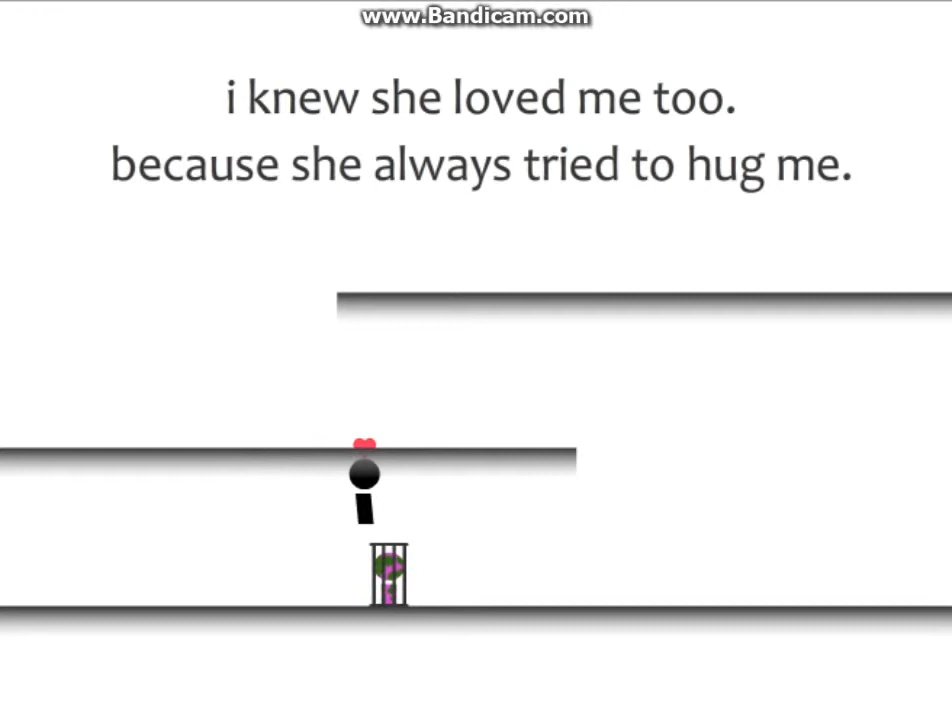 www.Bandicam.com
i knew she loved me too.
because she always tried to hug me.